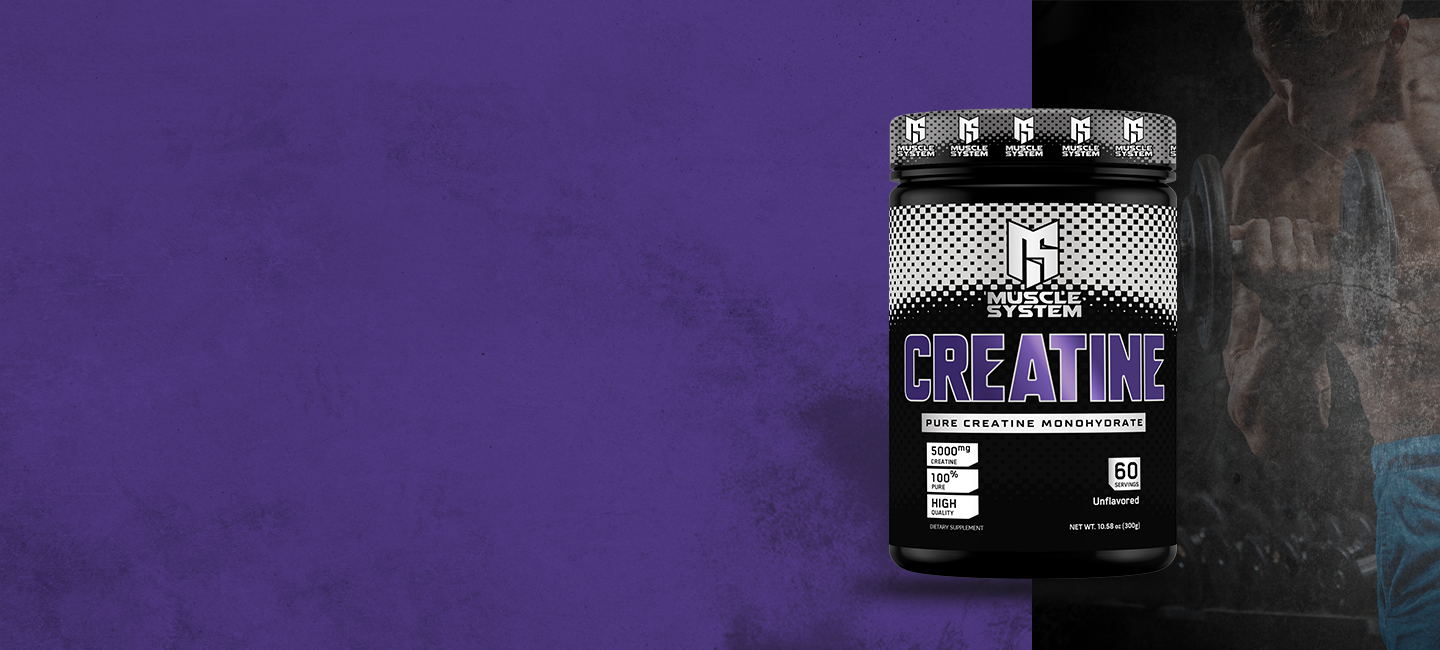 MUSCLE SYSTEM MUSCLE SYSTEM MUSCLE SYSTEM MUSCLE SYSTEM MUSCLE SYSTEM
MUSCLE
SYSTEM
CREATINE
PURE CREATINE MONOHYDRATE
5000mg
CREATINE
100%
PURE
HIGH
QUALITY
DIETARY SUPPLEMENT
60
SERVINGS
Unflavored
NET WT. 10.58 oz (300g)